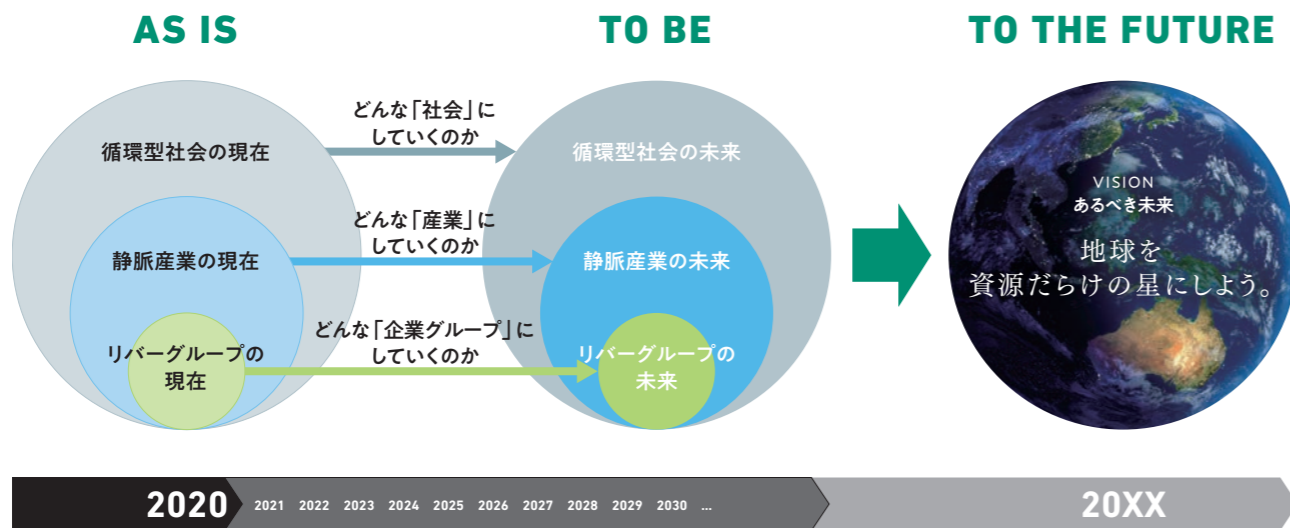 AS IS
TO BE
TO THE FUTURE
どんな「社会」に
していくのか
循環型社会の現在
循環型社会の未来
どんな「産業」に
していくのか
静脈産業の現在
静脈産業の未来
どんな「企業グループ」に
していくのか
リバーグループの
現在
リバーグループの
未来
VISION
あるべき未来
地球を
資源だらけの星にしよう。
2020 2021 2022 2023 2024 2025 2026 2027 2028 2029 2030 ... 20XX